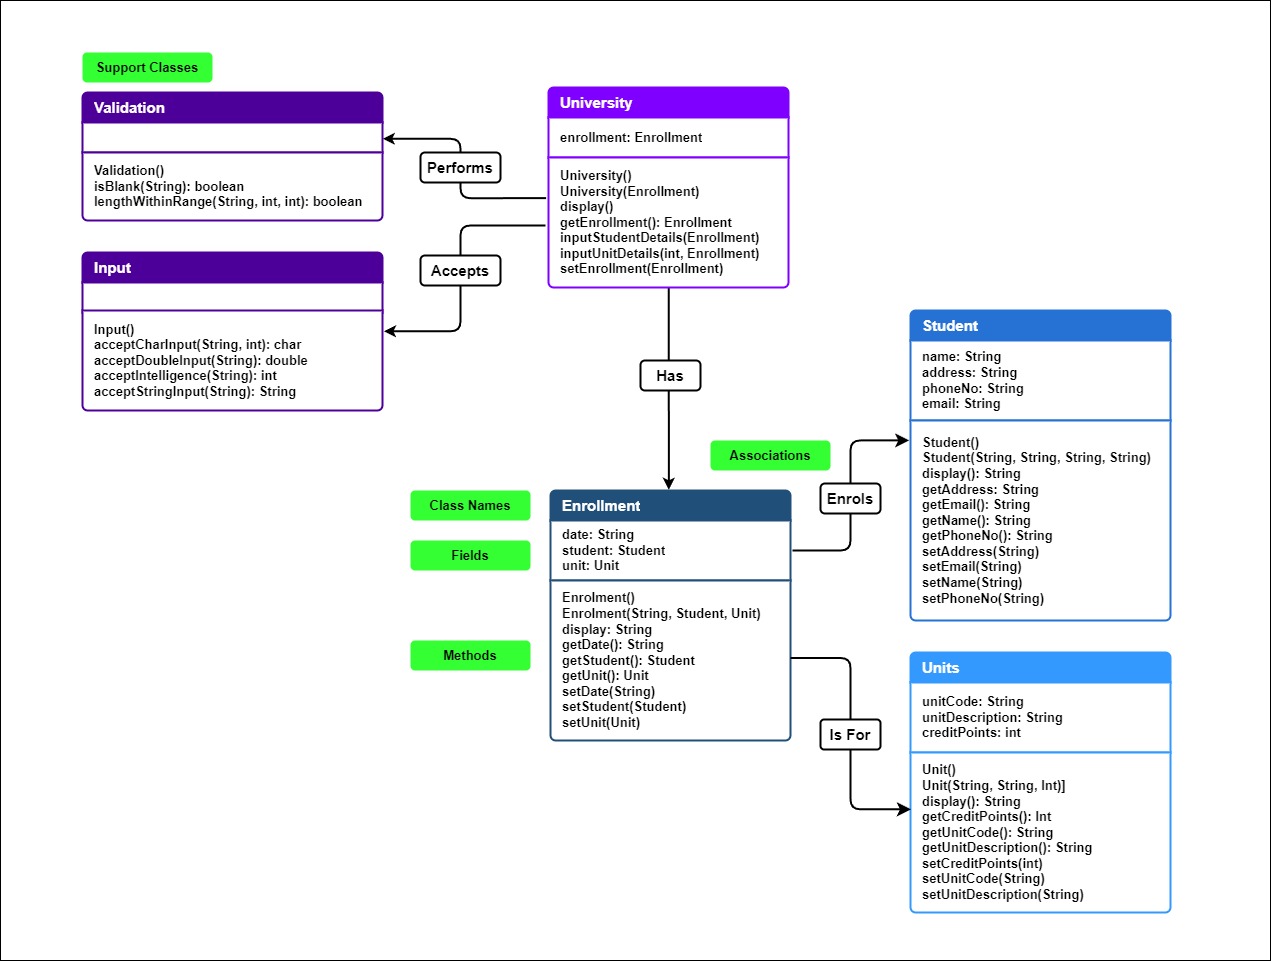 Support Classes
Validation
Validation()
isBlank(String): boolean
lengthWithinRange(String, int, int): boolean
Performs
University
enrollment: Enrollment
University()
University(Enrollment)
display()
getEnrollment(): Enrollment
inputStudentDetails(Enrollment)
inputUnitDetails(int, Enrollment)
setEnrollment(Enrollment)
Input
Input()
acceptCharInput(String, int): char
acceptDoubleInput(String): double
acceptIntelligence(String): int
acceptStringInput(String): String
Accepts
Has
Student
name: String
address: String
phoneNo: String
email: String
Student()
Student(String, String, String, String)
display(): String
getAddress: String
getEmail(): String
getName(): String
getPhoneNo(): String
setAddress(String)
setEmail(String)
setName(String)
setPhoneNo(String)
Associations
Enrols
Class Names
Fields
Methods
Enrollment
date: String
student: Student
unit: Unit
Enrolment()
Enrolment(String, Student, Unit)
display: String
getDate(): String
getStudent(): Student
getUnit(): Unit
setDate(String)
setStudent(Student)
setUnit(Unit)
Is For
Units
unitCode: String
unitDescription: String
creditPoints: int
Unit()
Unit(String, String, Int)]
display(): String
getCreditPoints(): Int
getUnitCode(): String
getUnitDescription(): String
setCreditPoints(int)
setUnitCode(String)
setUnitDescription(String)